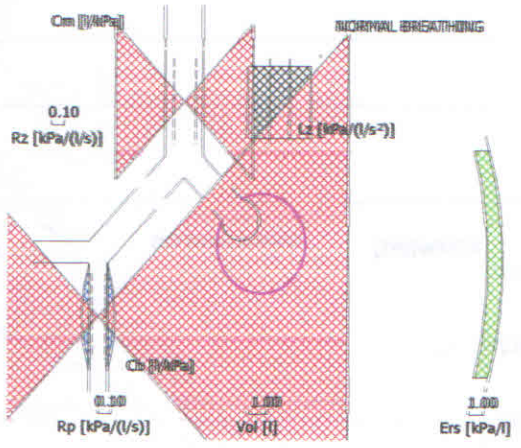 Cm [l/kPa]
NORMAL BREATHING
0.10
Rz [kPa/(l/s)]
Lz [kPa/(l/s²)]
Cb [l/kPa]
0.10
Rp [kPa/(l/s)]
1.00
Vol [l]
1.00
Ers [kPa/l]